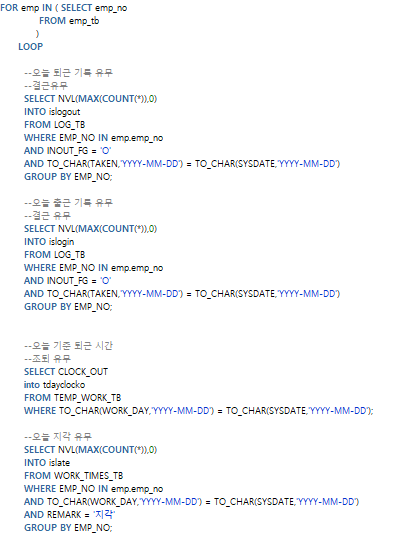 FOR emp IN ( SELECT emp_no
FROM emp_tb
)
LOOP
--오늘 퇴근 기록 유무
--결근유무
SELECT NVL(MAX(COUNT(*)),0)
INTO islogout
FROM LOG_TB
WHERE EMP_NO IN emp.emp_no
AND INOUT_FG = 'O'
AND TO_CHAR(TAKEN,'YYYY-MM-DD') = TO_CHAR(SYSDATE,'YYYY-MM-DD')
GROUP BY EMP_NO;
--오늘 출근 기록 유무
--결근 유무
SELECT NVL(MAX(COUNT(*)),0)
INTO islogin
FROM LOG_TB
WHERE EMP_NO IN emp.emp_no
AND INOUT_FG = 'O'
AND TO_CHAR(TAKEN,'YYYY-MM-DD') = TO_CHAR(SYSDATE,'YYYY-MM-DD')
GROUP BY EMP_NO;
--오늘 기준 퇴근 시간
--조퇴 유무
SELECT CLOCK_OUT
into tdayclocko
FROM TEMP_WORK_TB
WHERE TO_CHAR(WORK_DAY,'YYYY-MM-DD') = TO_CHAR(SYSDATE,'YYYY-MM-DD');
--오늘 지각 유무
SELECT NVL(MAX(COUNT(*)),0)
INTO islate
FROM WORK_TIMES_TB
WHERE EMP_NO IN emp.emp_no
AND TO_CHAR(WORK_DAY,'YYYY-MM-DD') = TO_CHAR(SYSDATE,'YYYY-MM-DD')
AND REMARK = '지각'
GROUP BY EMP_NO;